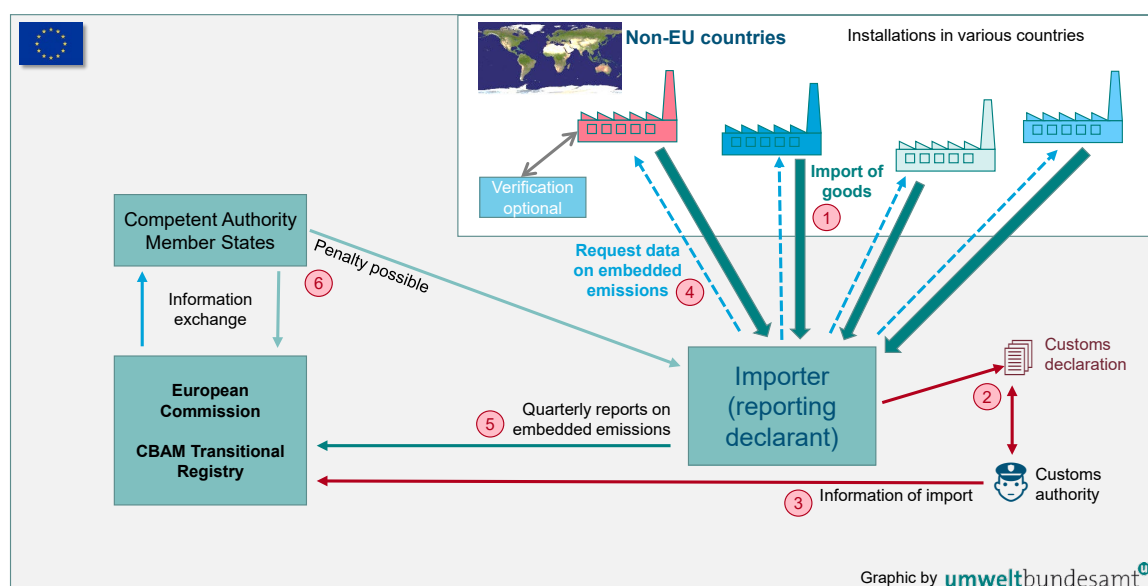 Non-EU countries
Installations in various countries
Verification
optional
Import of
goods
1
Competent Authority
Member States
Penalty possible
6
Request data
on embedded
emissions
4
Information
exchange
European
Commission
CBAM Transitional
Registry
Importer
(reporting
declarant)
Customs
declaration
2
5
Quarterly reports on
embedded emissions
Customs
authority
3
Information of import
Graphic by umweltbundesamt